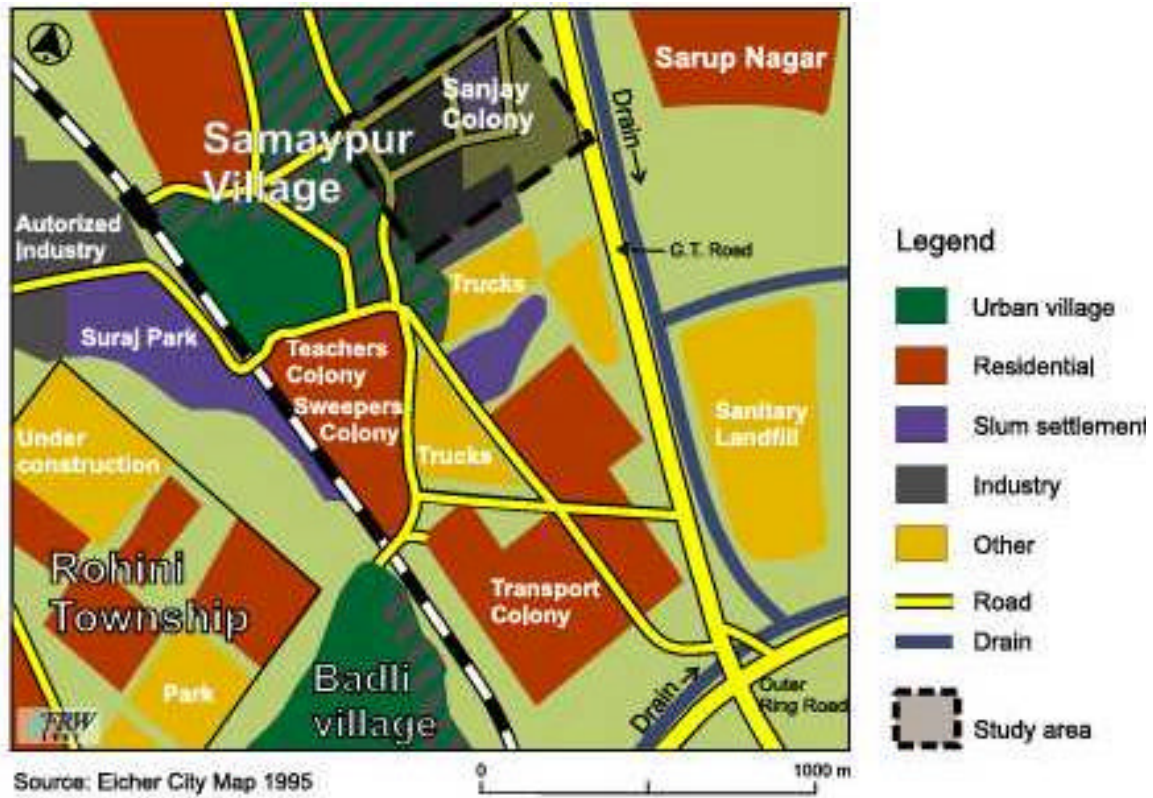 Sarup Nagar
Sanjay
Colony
Drain→
Samaypur
Village
Autorized
Industry
G.T. Road
Trucks
Suraj Park
Teachers
Colony
Sweepers
Colony
Sanitary
Landfill
Under
construction
Trucks
Rohini
Township
Transport
Colony
Park
Badli
village
Drain→
Outer
Ring Road
Legend
Urban village
Residential
Slum settlement
Industry
Other
Road
Drain
Study area
Source: Eicher City Map 1995
0 1000 m